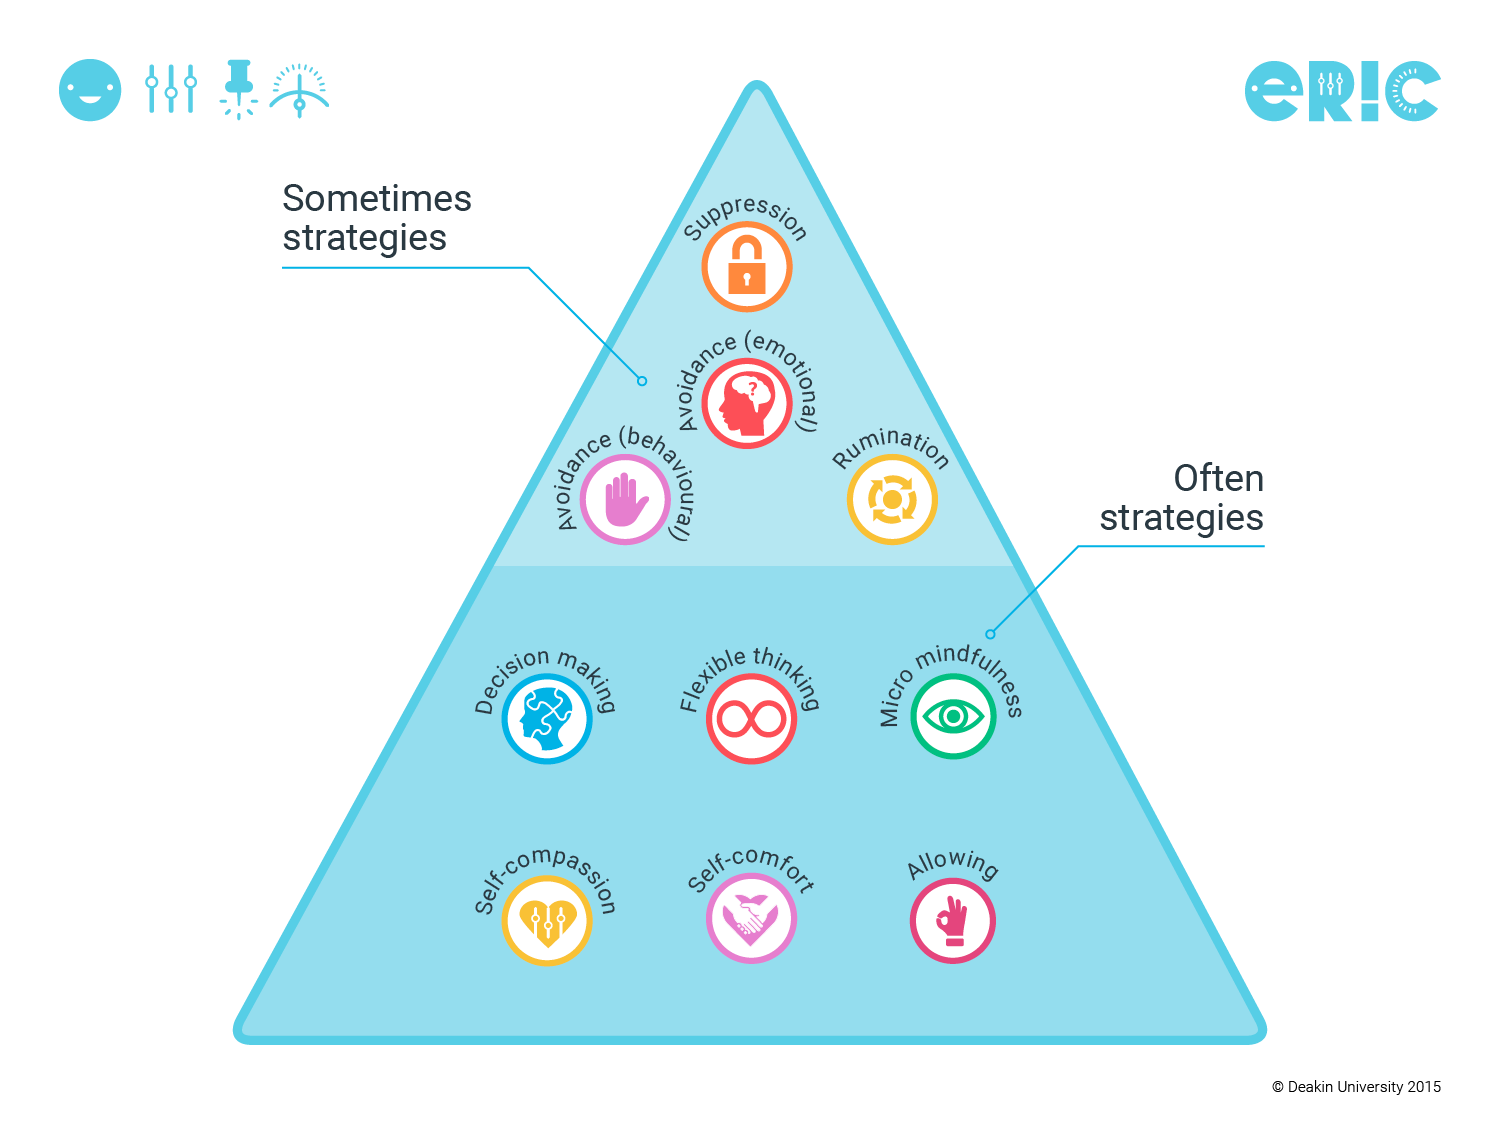 eRIC
Sometimes
strategies
Suppression
Avoidance (emotional)
Avoidance (behavioural)
Rumination
Often
strategies
Decision making
Flexible thinking
Micro mindfulness
Self-compassion
Self-comfort
Allowing
© Deakin University 2015